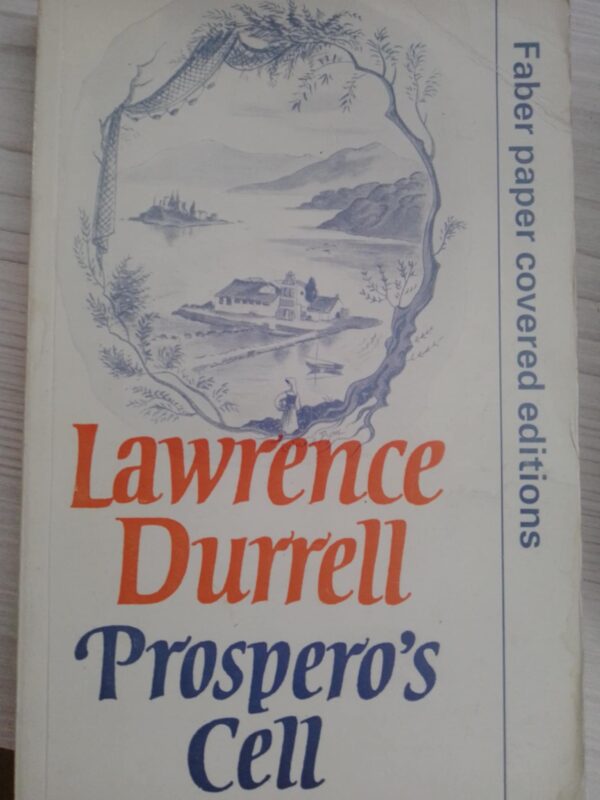 Lawrence
Durrell
Prospero's
Cell
Faber paper covered editions